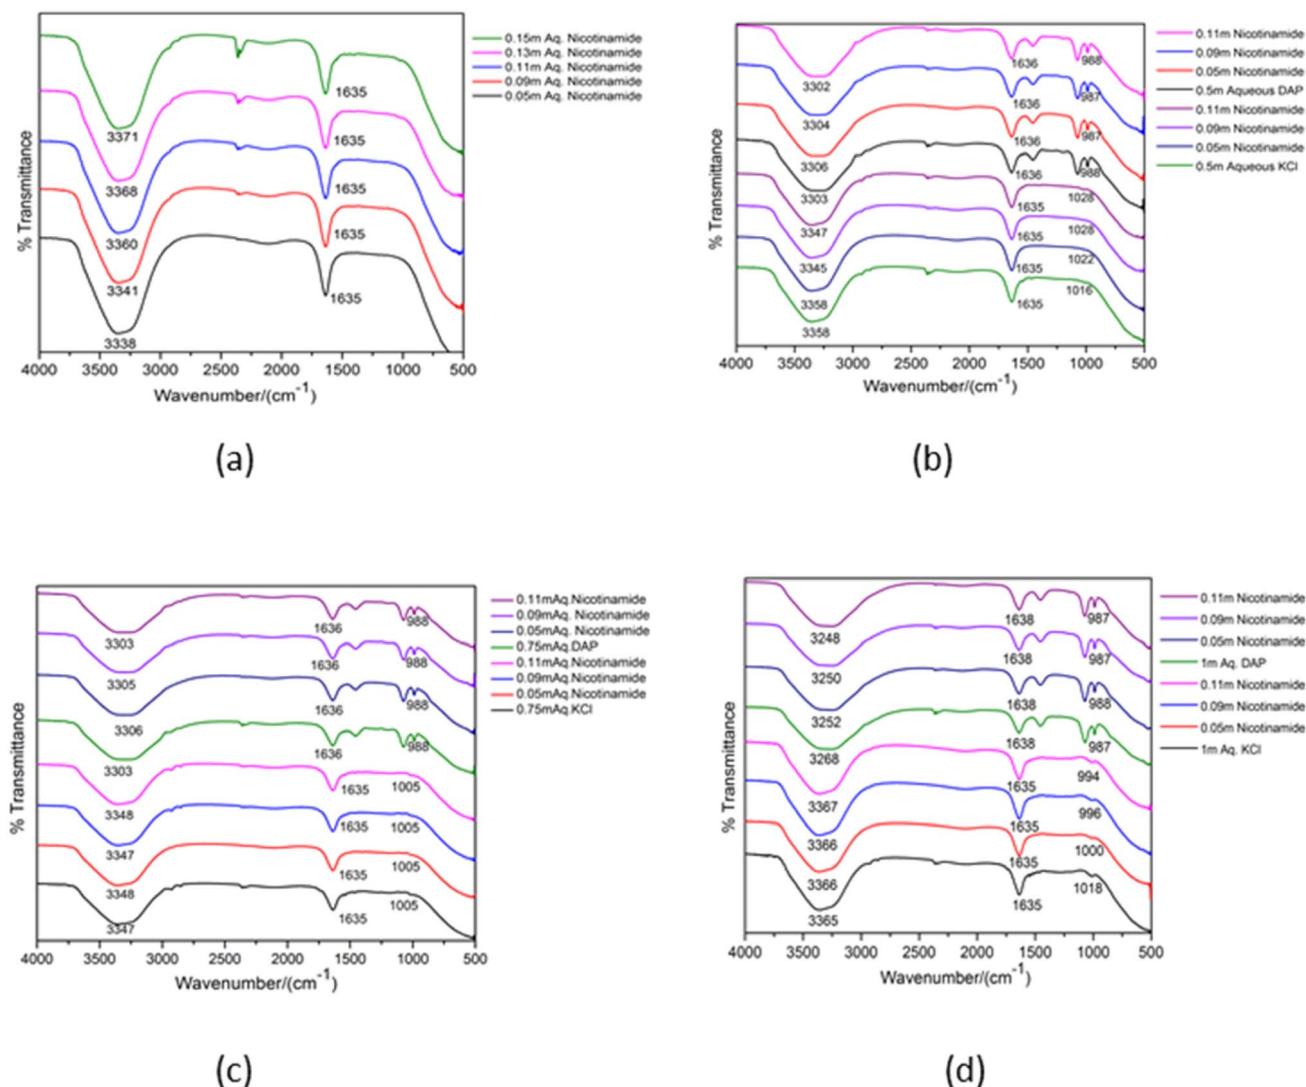 0.15m Aq. Nicotinamide
0.13m Aq. Nicotinamide
0.11m Aq. Nicotinamide
0.09m Aq. Nicotinamide
0.05m Aq. Nicotinamide
% Transmittance
3371
1635
3368
1635
3360
1635
3341
1635
3338
1635
4000 3500 3000 2500 2000 1500 1000 500
Wavenumber/(cm-1)
(a)
0.11m Nicotinamide
0.09m Nicotinamide
0.05m Nicotinamide
0.5m Aqueous DAP
0.11m Nicotinamide
0.09m Nicotinamide
0.05m Nicotinamide
0.5m Aqueous KCl
% Transmittance
3302 1636 988
3304 1636 987
3306 1636 987
3303 1636 988
3347 1635 1028
3345 1635 1028
3358 1635 1022
3358 1635 1016
4000 3500 3000 2500 2000 1500 1000 500
Wavenumber/(cm-1)
(b)
0.11mAq.Nicotinamide
0.09mAq. Nicotinamide
0.05mAq. Nicotinamide
0.75mAq.DAP
0.11mAq.Nicotinamide
0.09mAq.Nicotinamide
0.05mAq.Nicotinamide
0.75mAq.KCl
% Transmittance
3303 1636 988
3305 1636 988
3306 1636 988
3303 1636 988
3348 1635 1005
3347 1635 1005
3348 1635 1005
3347 1635 1005
4000 3500 3000 2500 2000 1500 1000 500
Wavenumber/(cm-1)
(c)
0.11m Nicotinamide
0.09m Nicotinamide
0.05m Nicotinamide
1m Aq. DAP
0.11m Nicotinamide
0.09m Nicotinamide
0.05m Nicotinamide
1m Aq. KCl
% Transmittance
3248 1638 987
3250 1638 987
3252 1638 988
3268 1638 987
3367 1635 994
3366 1635 996
3366 1635 1000
3365 1635 1018
4000 3500 3000 2500 2000 1500 1000 500
Wavenumber/(cm-1)
(d)